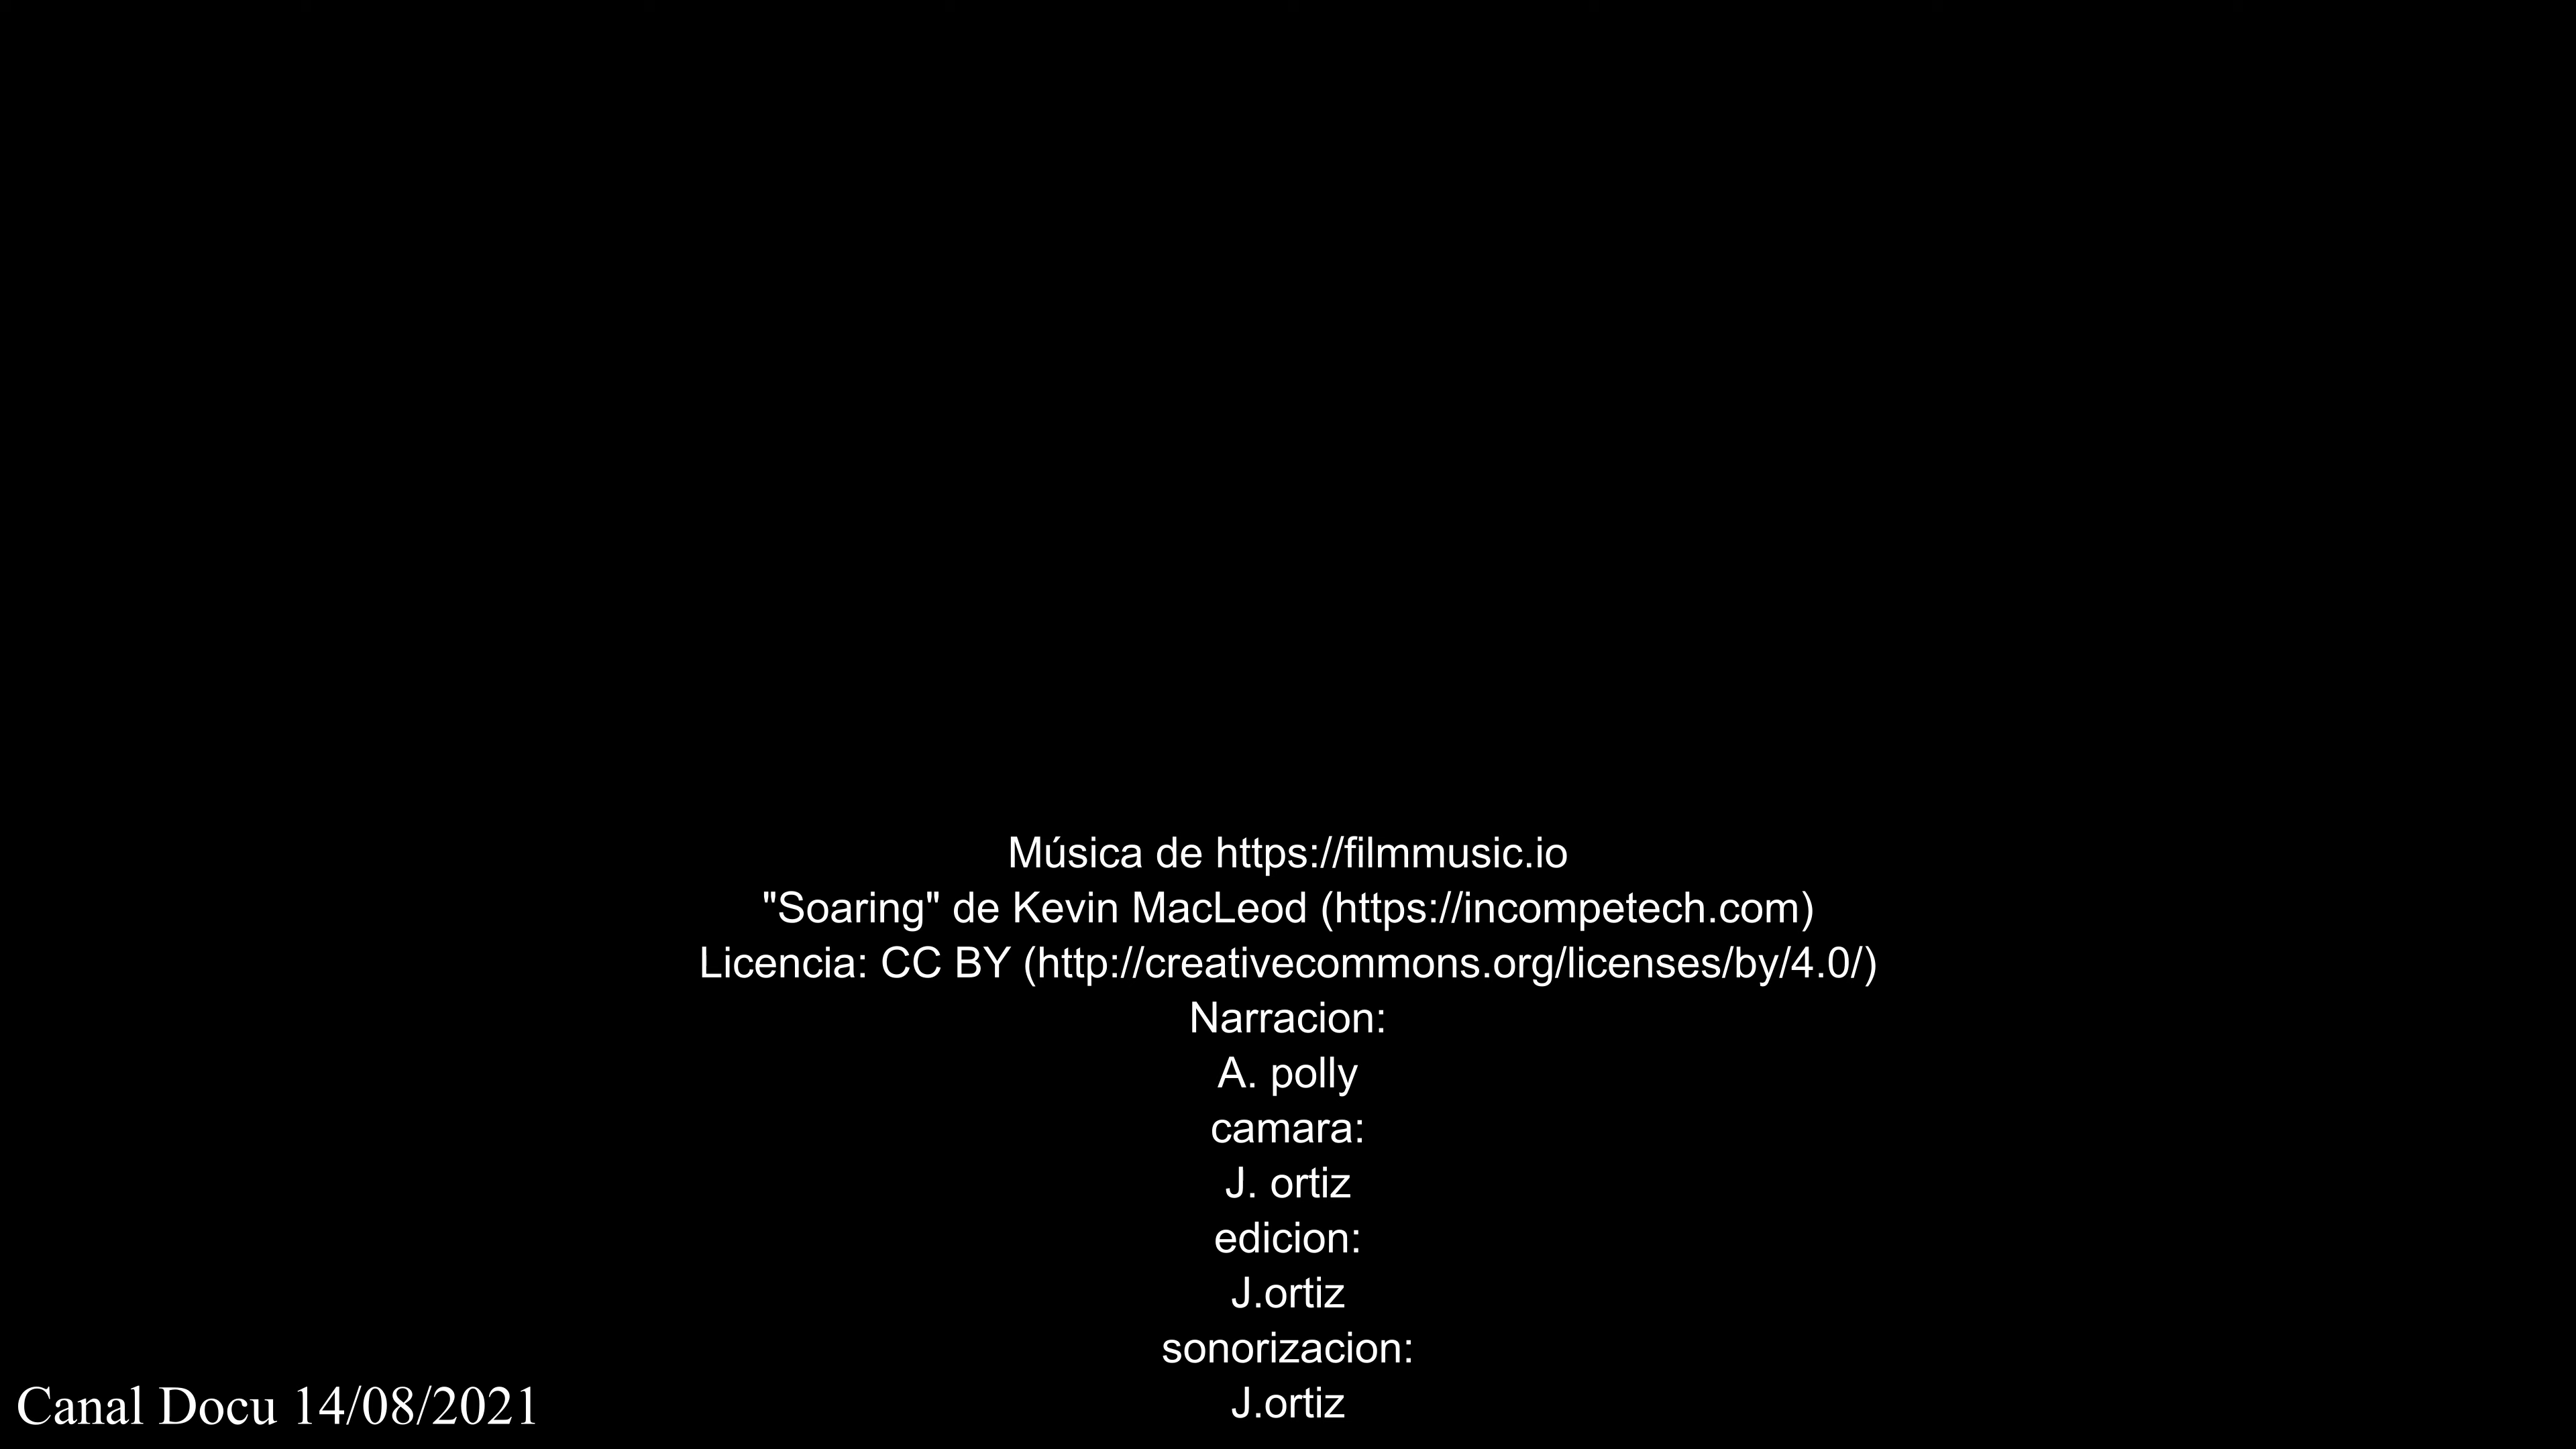 Música de https://filmmusic.io
"Soaring" de Kevin MacLeod (https://incompetech.com)
Licencia: CC BY (http://creativecommons.org/licenses/by/4.0/)
Narracion:
A. polly
camara:
J. ortiz
edicion:
J.ortiz
sonorizacion:
J.ortiz
Canal Docu 14/08/2021